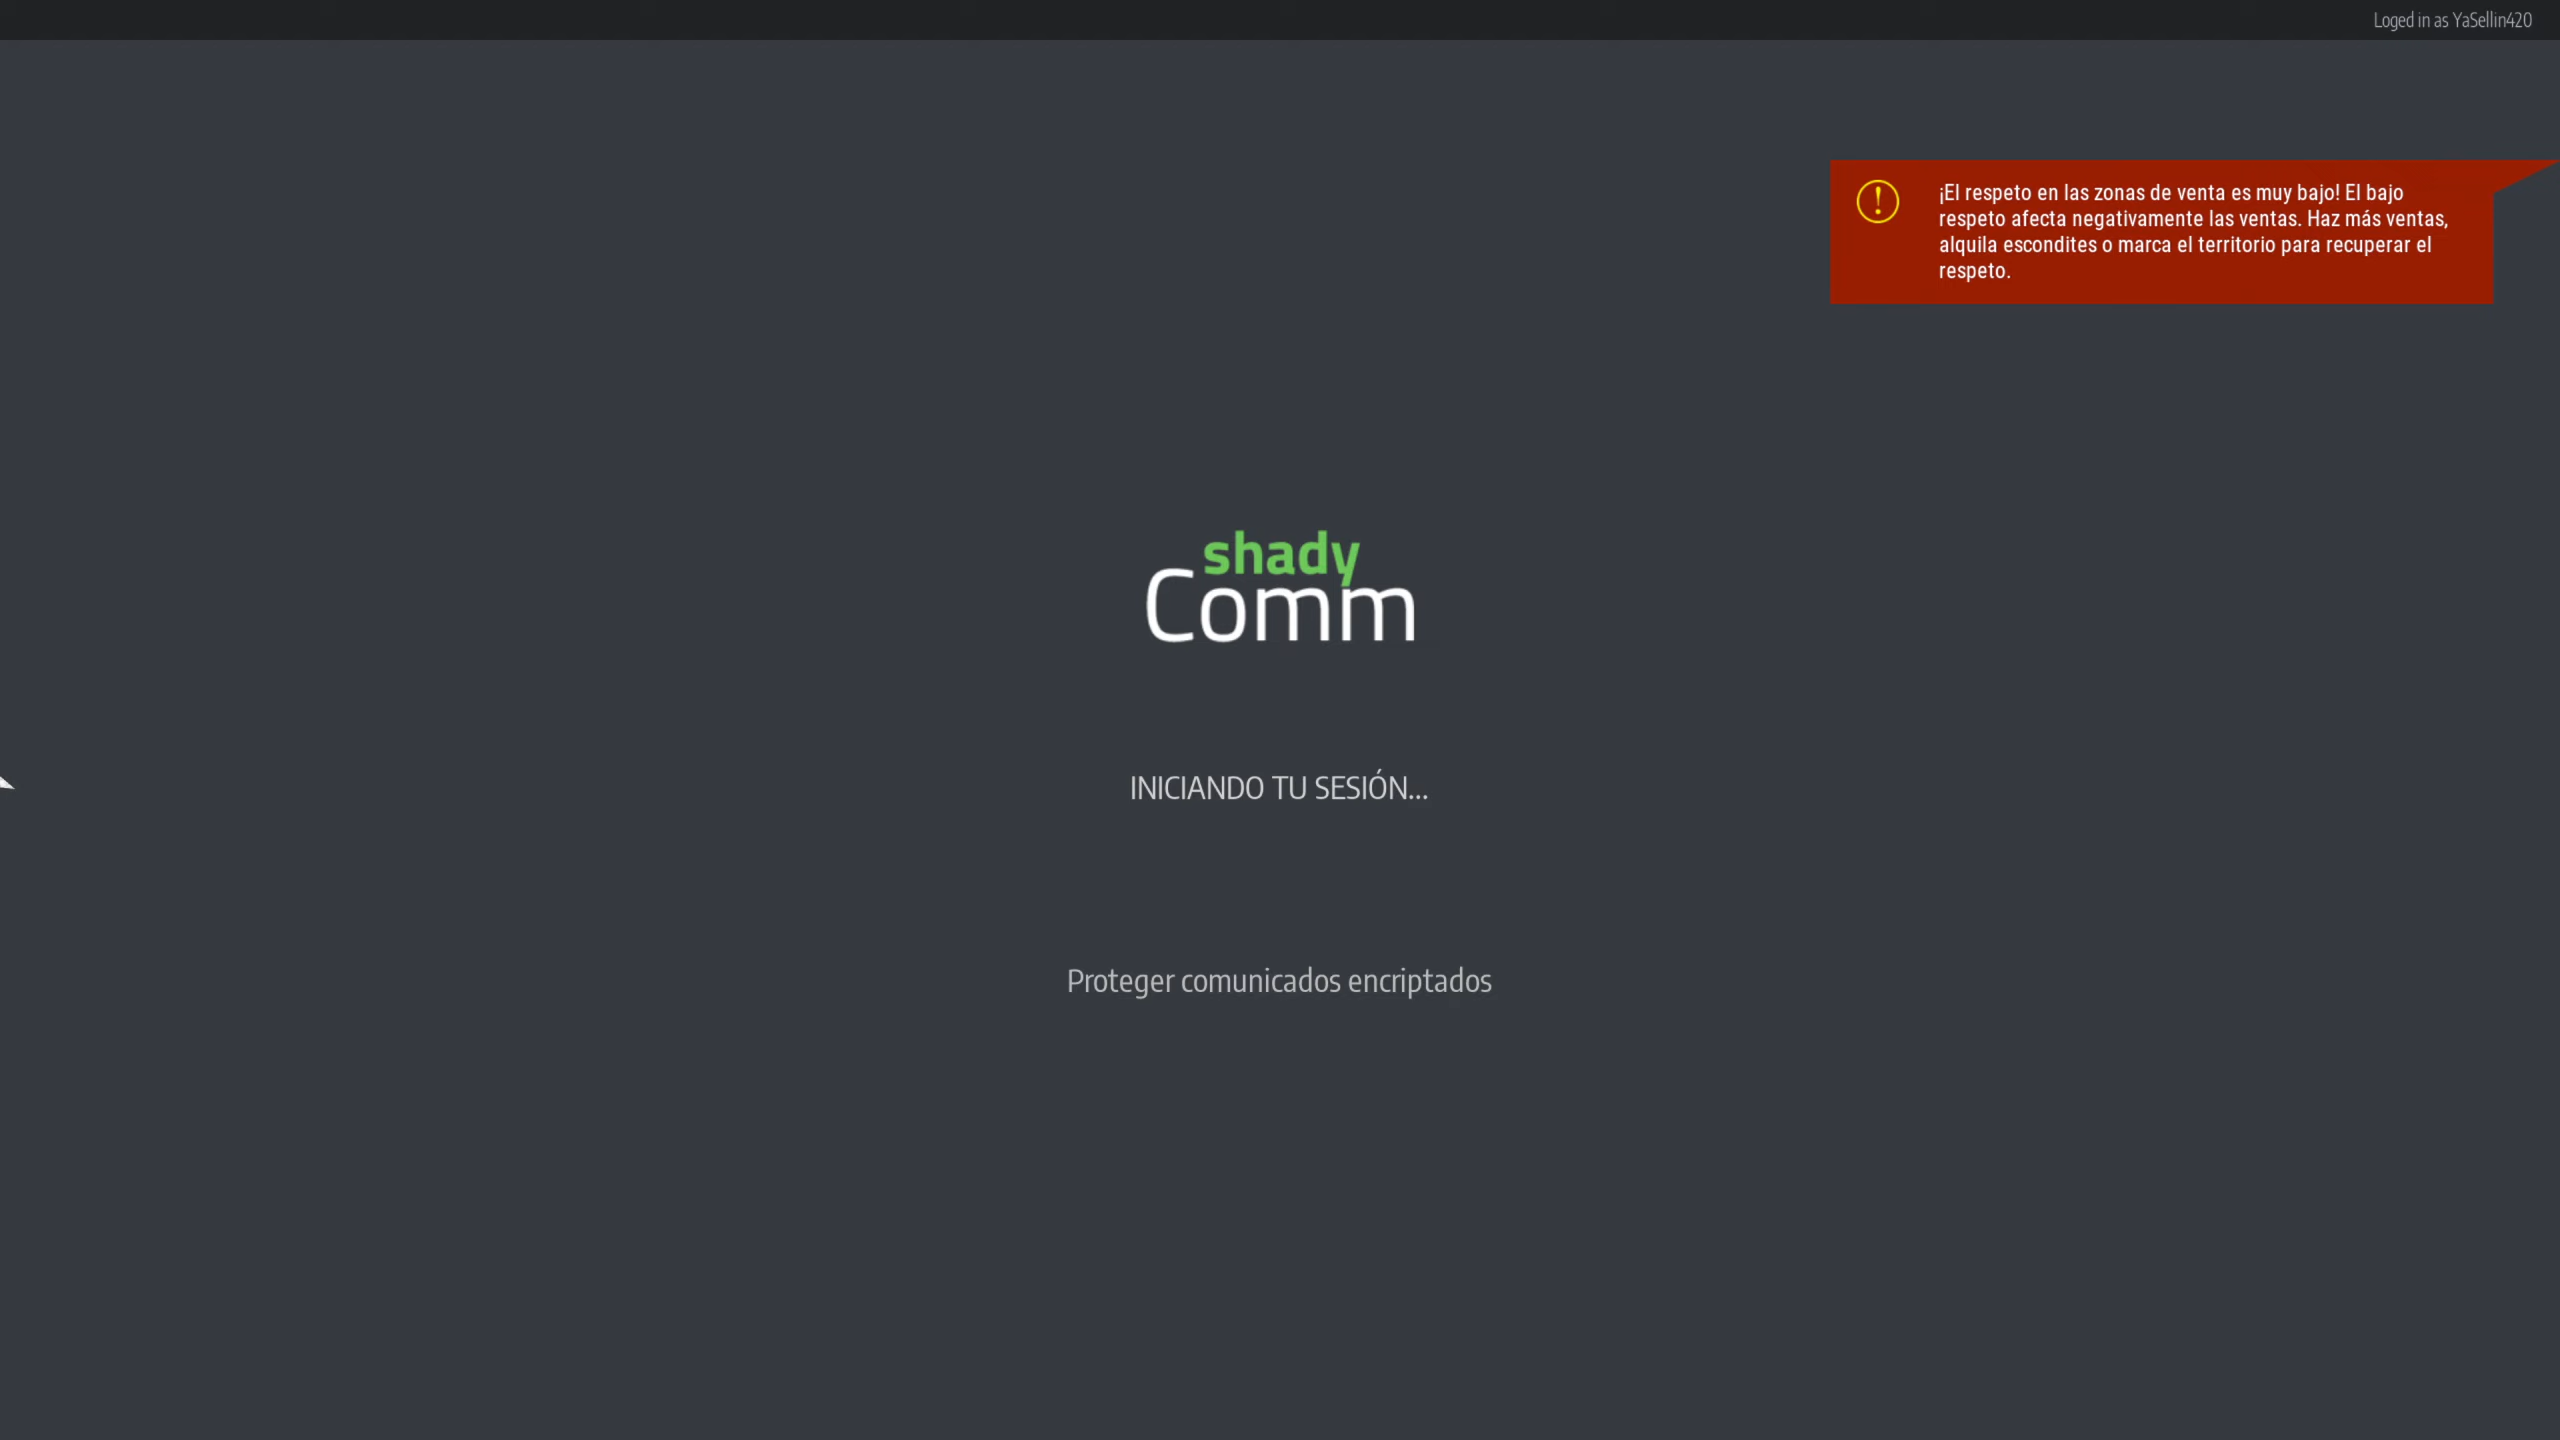 Loged in as YaSellin420
¡El respeto en las zonas de venta es muy bajo! El bajo
respeto afecta negativamente las ventas. Haz más ventas,
alquila escondites o marca el territorio para recuperar el
respeto.
shady
Comm
INICIANDO TU SESIÓN...
Proteger comunicados encriptados